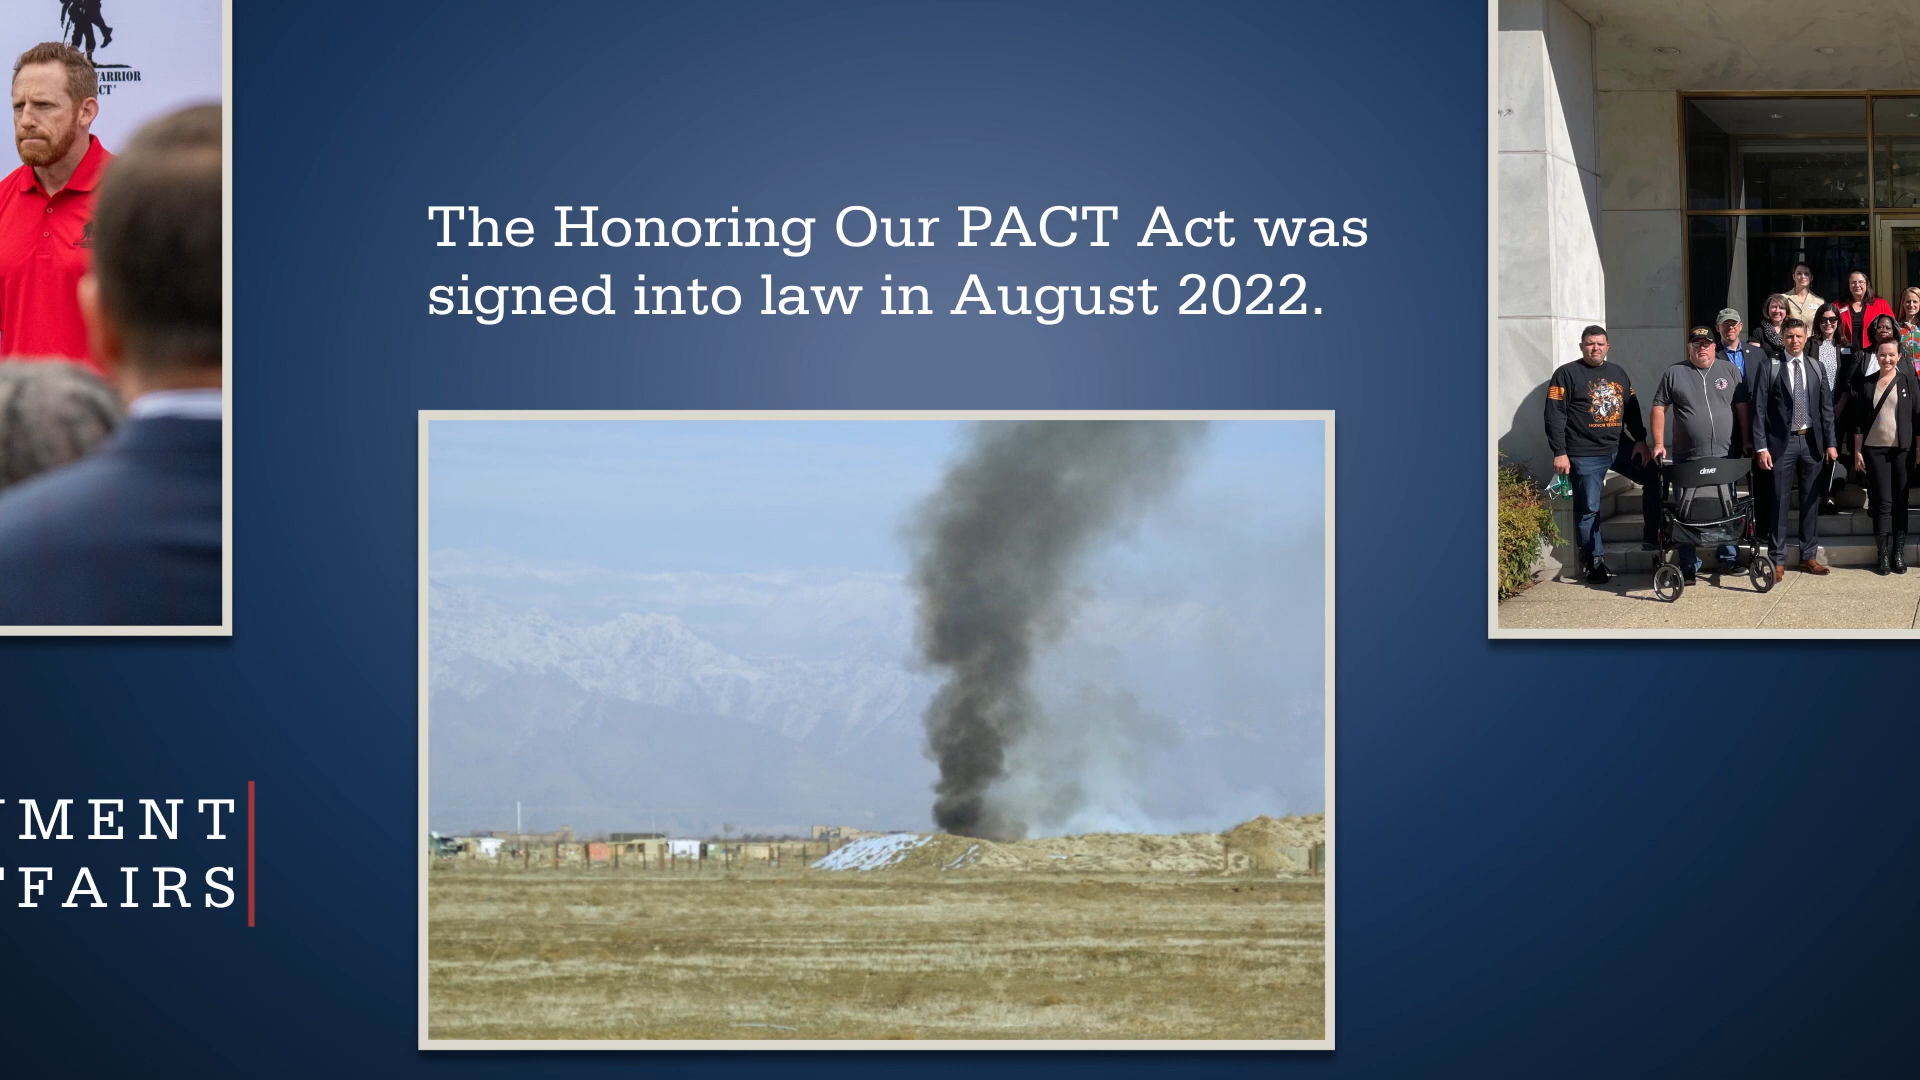 The Honoring Our PACT Act was
signed into law in August 2022.
MENT
FFAIRS